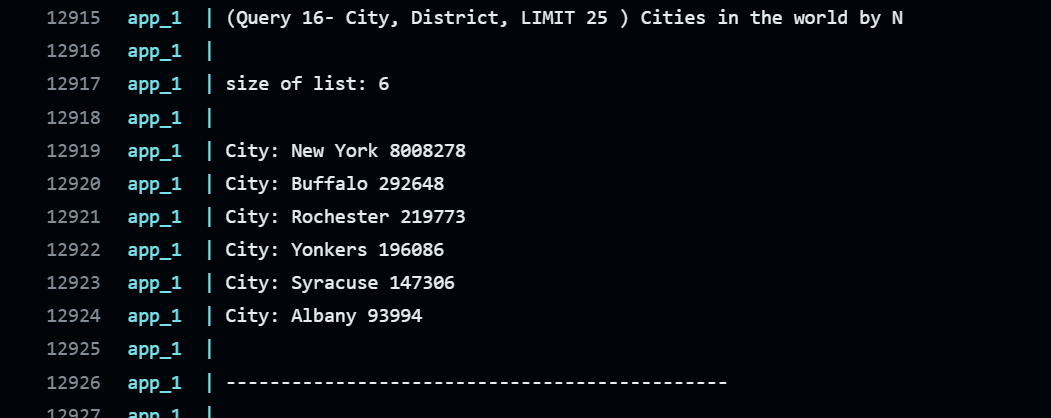 12915 app_1 | (Query 16- City, District, LIMIT 25 ) Cities in the world by N
12916 app_1 |
12917 app_1 | size of list: 6
12918 app_1 |
12919 app_1 | City: New York 8008278
12920 app_1 | City: Buffalo 292648
12921 app_1 | City: Rochester 219773
12922 app_1 | City: Yonkers 196086
12923 app_1 | City: Syracuse 147306
12924 app_1 | City: Albany 93994
12925 app_1 |
12926 app_1 | ----------------------------------------------
12927 app_1 |